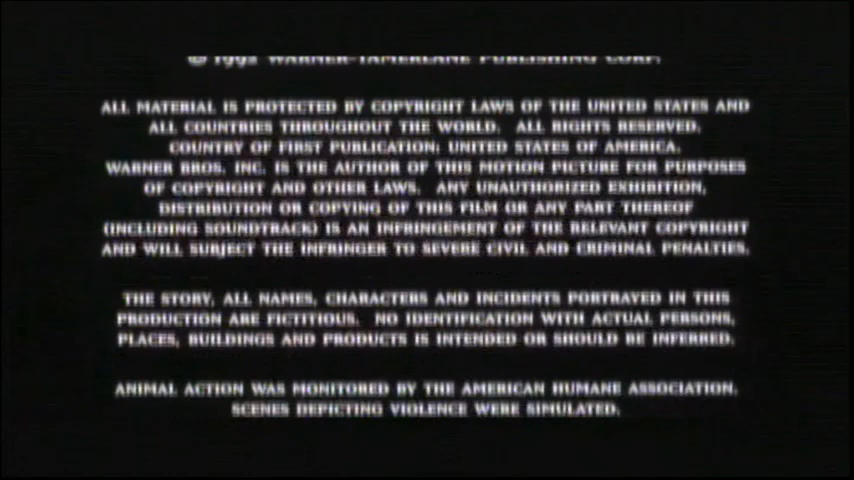 © 1992 WARNER-TAMERLANE PUBLISHING CORP.
ALL MATERIAL IS PROTECTED BY COPYRIGHT LAWS OF THE UNITED STATES AND
ALL COUNTRIES THROUGHOUT THE WORLD. ALL RIGHTS RESERVED.
COUNTRY OF FIRST PUBLICATION: UNITED STATES OF AMERICA.
WARNER BROS. INC. IS THE AUTHOR OF THIS MOTION PICTURE FOR PURPOSES
OF COPYRIGHT AND OTHER LAWS. ANY UNAUTHORIZED EXHIBITION,
DISTRIBUTION OR COPYING OF THIS FILM OR ANY PART THEREOF
(INCLUDING SOUNDTRACK) IS AN INFRINGEMENT OF THE RELEVANT COPYRIGHT
AND WILL SUBJECT THE INFRINGER TO SEVERE CIVIL AND CRIMINAL PENALTIES.
THE STORY, ALL NAMES, CHARACTERS AND INCIDENTS PORTRAYED IN THIS
PRODUCTION ARE FICTITIOUS. NO IDENTIFICATION WITH ACTUAL PERSONS,
PLACES, BUILDINGS AND PRODUCTS IS INTENDED OR SHOULD BE INFERRED.
ANIMAL ACTION WAS MONITORED BY THE AMERICAN HUMANE ASSOCIATION.
SCENES DEPICTING VIOLENCE WERE SIMULATED.